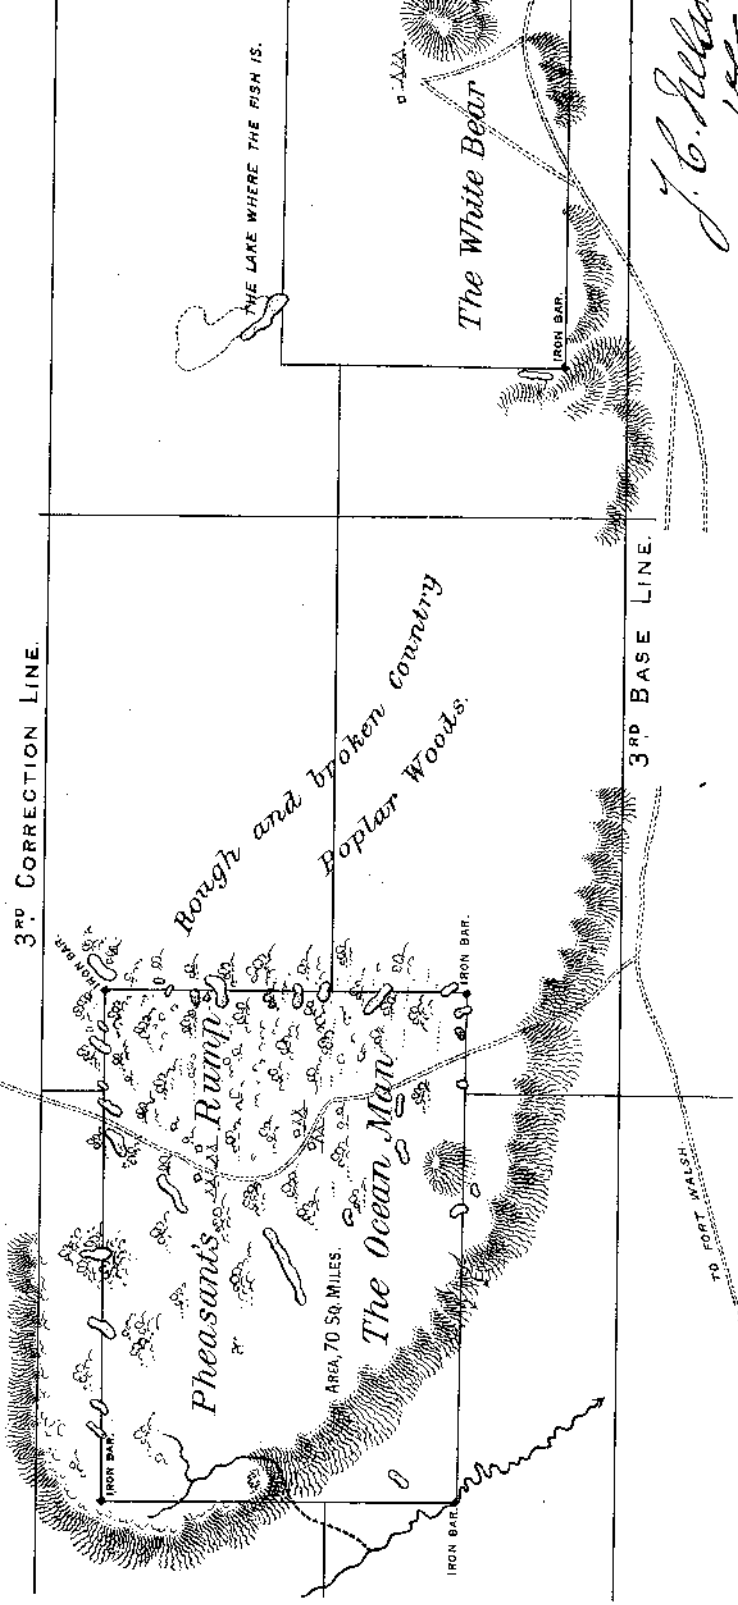 3RD CORRECTION LINE.
THE LAKE WHERE THE FISH IS.
IRON BAR.
Rough and broken Country
Poplar Woods.
The White Bear
IRON BAR.
Pheasant's Rump
AREA, 70 SQ. MILES.
The Ocean Man
IRON BAR.
IRON BAR.
IRON BAR.
3RD BASE LINE.
TO FORT WALSH
J. C. Nelson